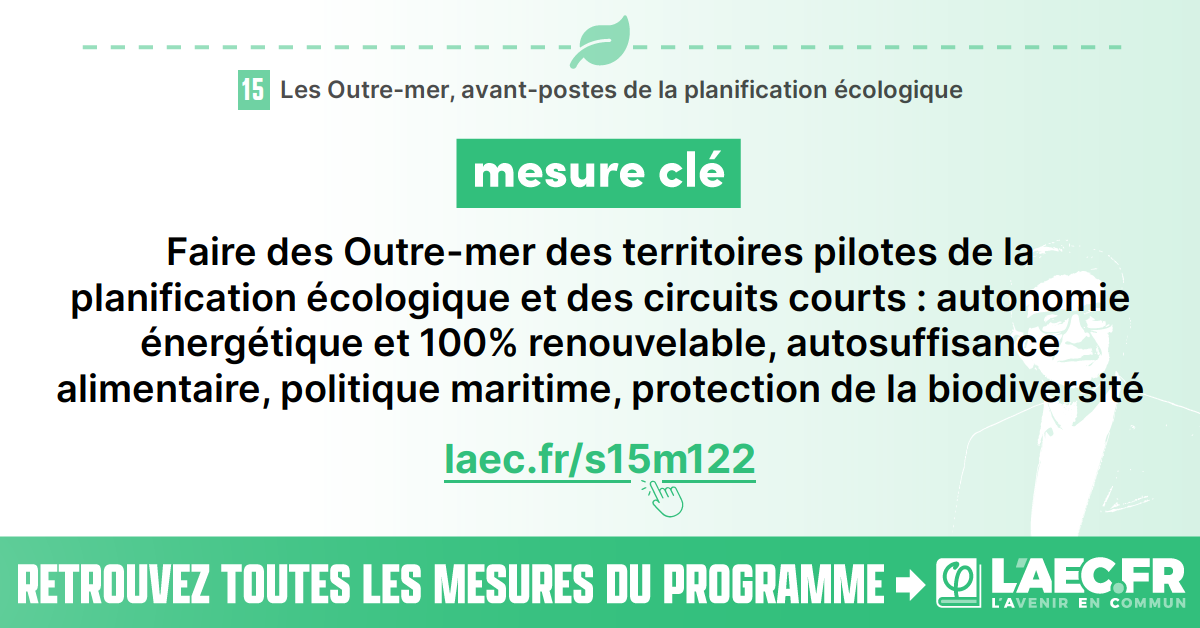 15 Les Outre-mer, avant-postes de la planification écologique
mesure clé
Faire des Outre-mer des territoires pilotes de la
planification écologique et des circuits courts : autonomie
énergétique et 100% renouvelable, autosuffisance
alimentaire, politique maritime, protection de la biodiversité
laec.fr/s15m122
RETROUVEZ TOUTES LES MESURES DU PROGRAMME
φ L'AEC.FR
L'AVENIR EN COMMUN